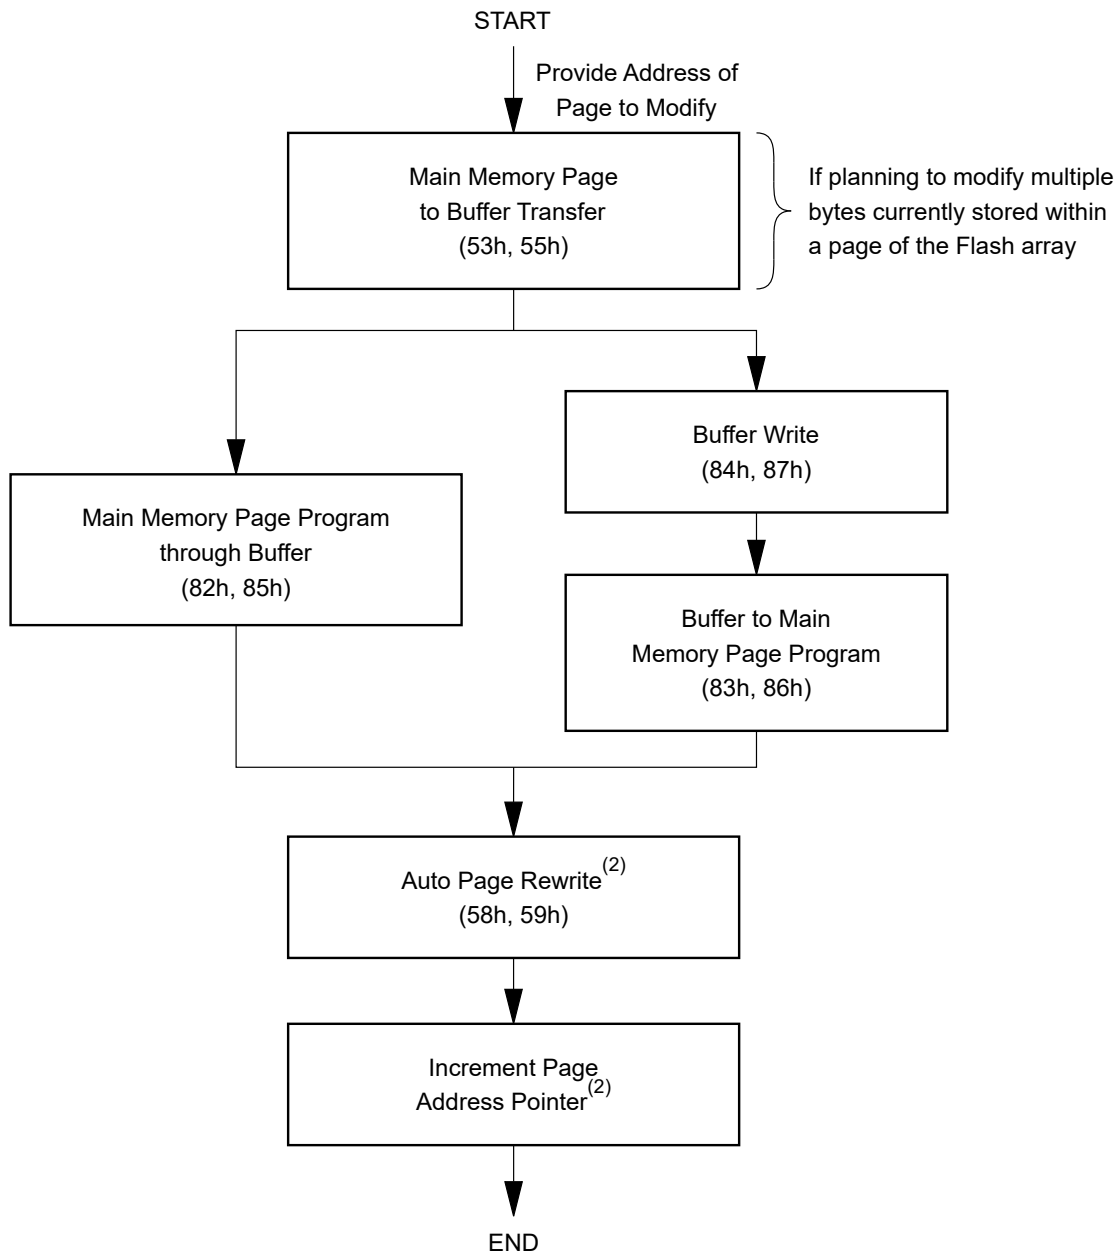 START
Provide Address of
Page to Modify
Main Memory Page
to Buffer Transfer
(53h, 55h)
If planning to modify multiple
bytes currently stored within
a page of the Flash array
Buffer Write
(84h, 87h)
Main Memory Page Program
through Buffer
(82h, 85h)
Buffer to Main
Memory Page Program
(83h, 86h)
Auto Page Rewrite(2)
(58h, 59h)
Increment Page
Address Pointer(2)
END